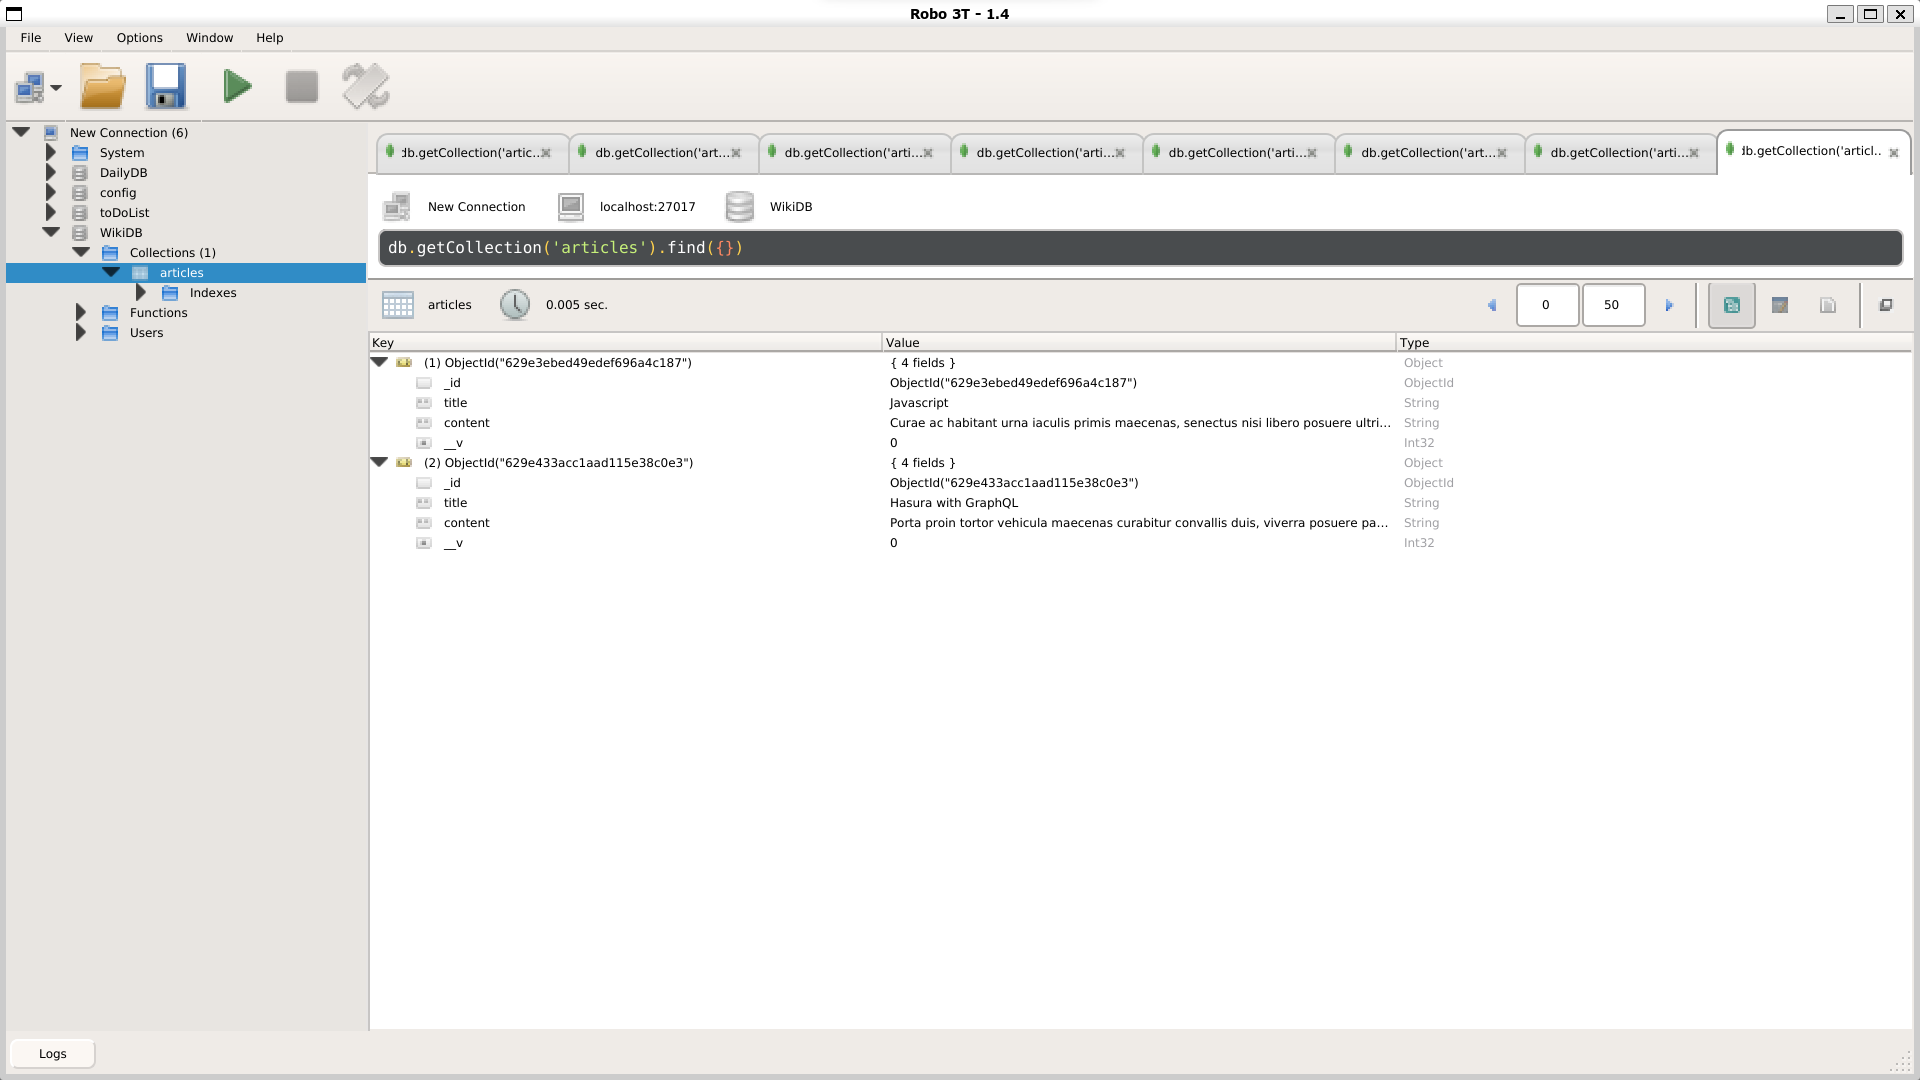 Robo 3T - 1.4
File View Options Window Help
New Connection (6)
System
DailyDB
config
toDoList
WikiDB
Collections (1)
articles
Indexes
Functions
Users
db.getCollection('artic... db.getCollection('art... db.getCollection('arti... db.getCollection('arti... db.getCollection('arti... db.getCollection('art... db.getCollection('arti... db.getCollection('articl..
New Connection localhost:27017 WikiDB
db.getCollection('articles').find({})
articles 0.005 sec. 0 50
Key Value Type
(1) ObjectId("629e3ebed49edef696a4c187") { 4 fields } Object
_id ObjectId("629e3ebed49edef696a4c187") ObjectId
title Javascript String
content Curae ac habitant urna iaculis primis maecenas, senectus nisi libero posuere ultri... String
__v 0 Int32
(2) ObjectId("629e433acc1aad115e38c0e3") { 4 fields } Object
_id ObjectId("629e433acc1aad115e38c0e3") ObjectId
title Hasura with GraphQL String
content Porta proin tortor vehicula maecenas curabitur convallis duis, viverra posuere pa... String
__v 0 Int32
Logs